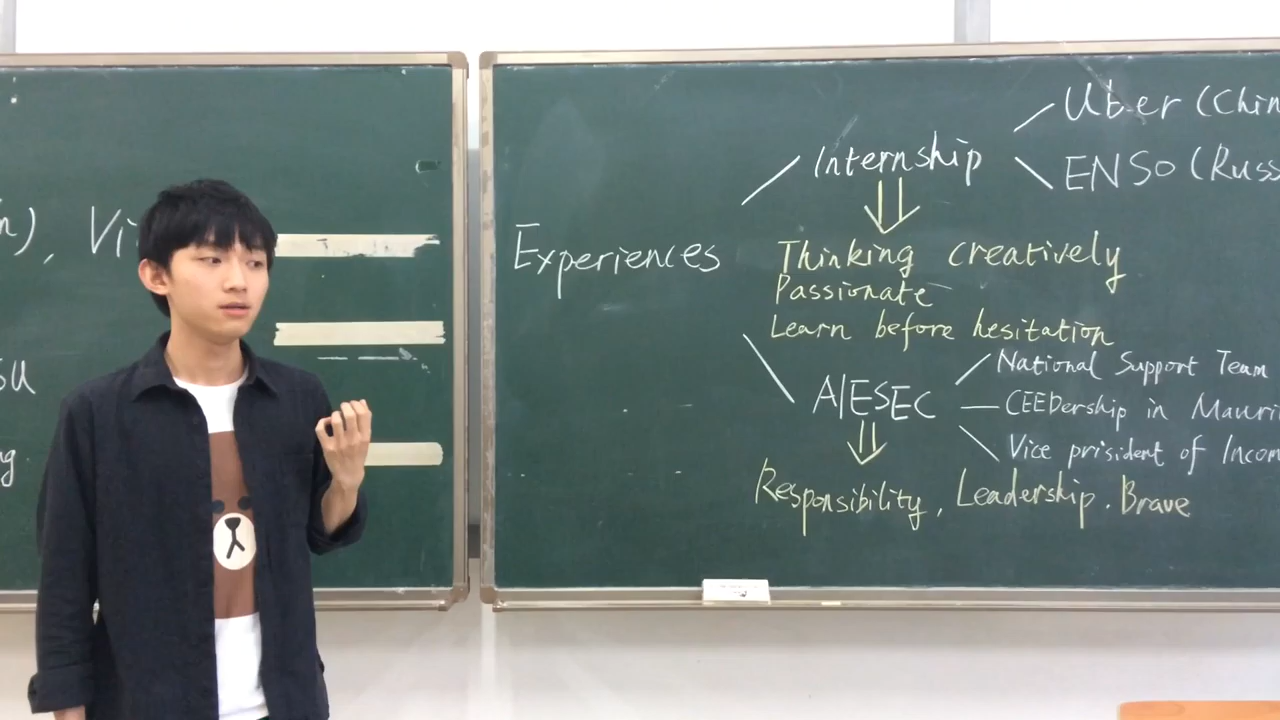 Uber (Chin
Internship
ENSO (Russ
n), Vi
Experiences
Thinking creatively
Passionate
Learn before hesitation
National Support Team
su
AIESEC
CEEDership in Mauri
Vice prisident of Incom
g
Responsibility, Leadership. Brave